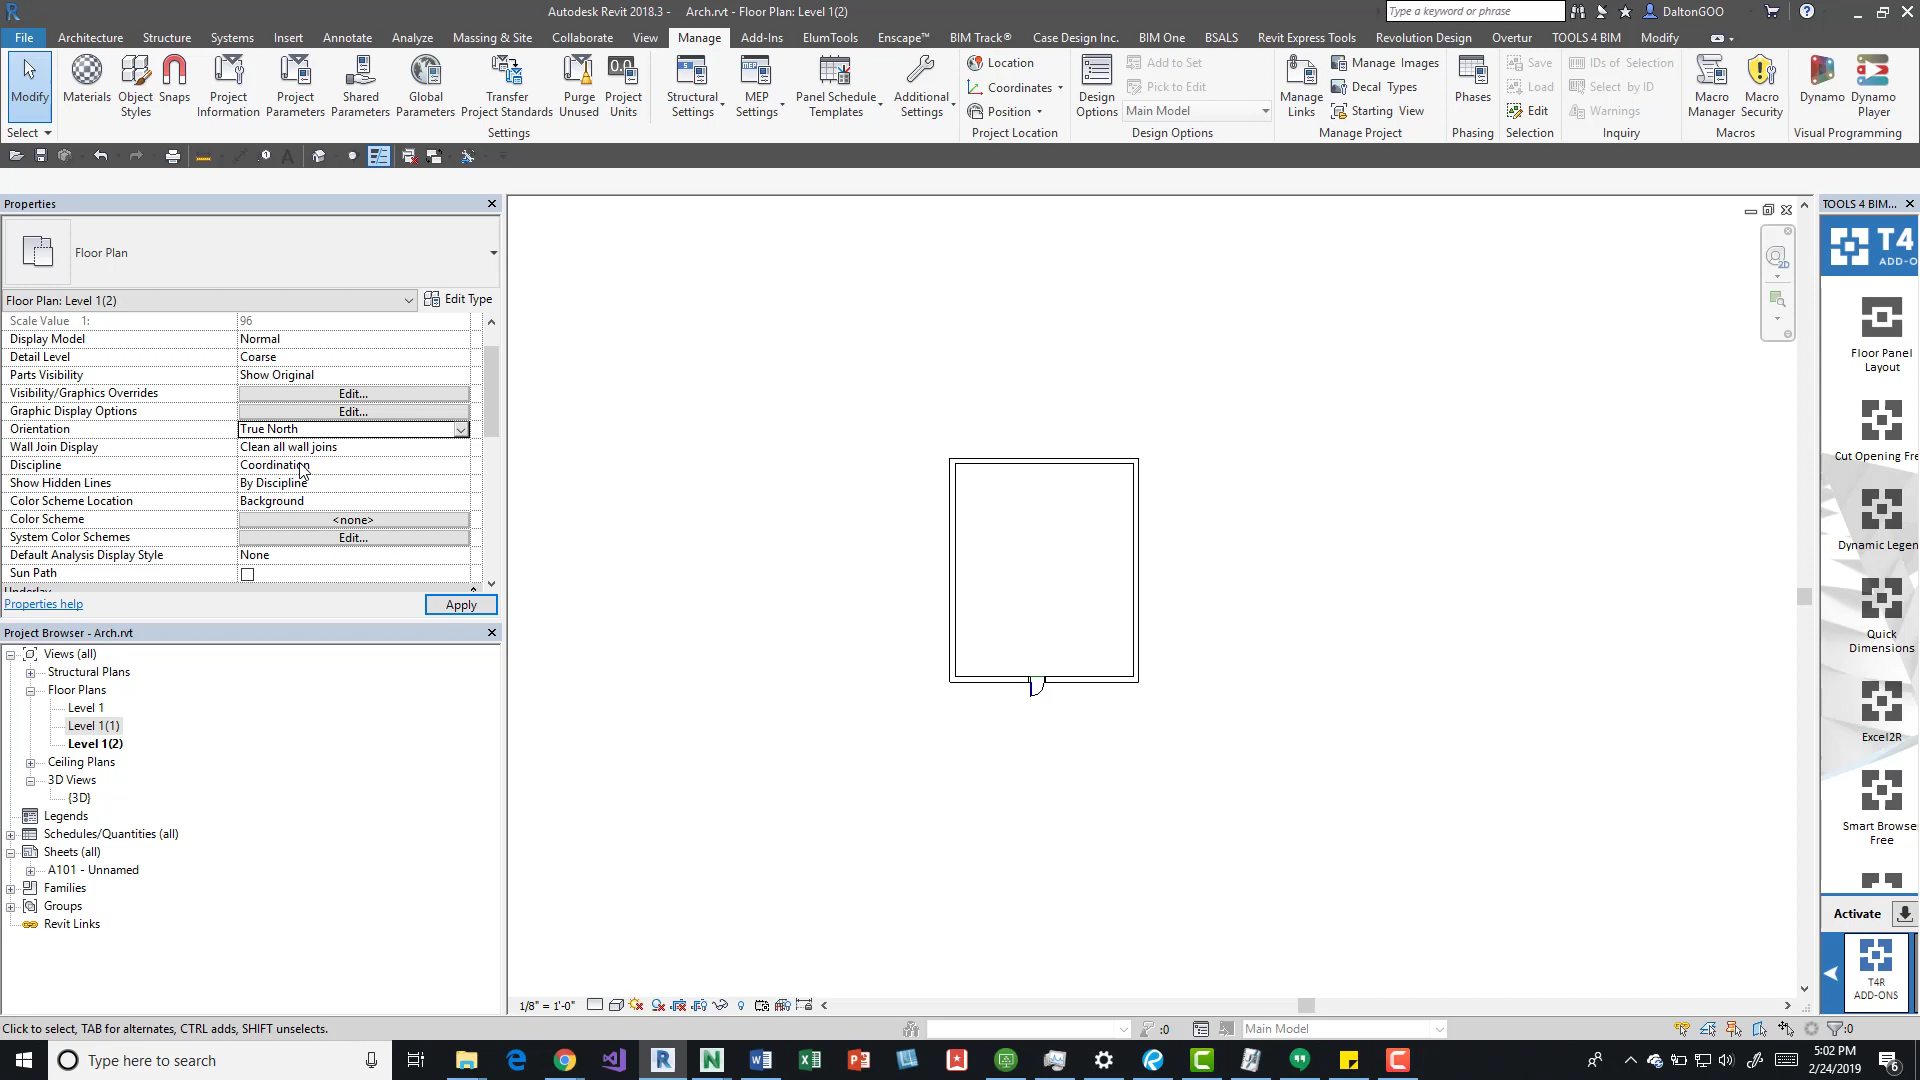 Autodesk Revit 2018.3 - Arch.rvt - Floor Plan: Level 1(2)
Type a keyword or phrase
DaltonGOO
File Architecture Structure Systems Insert Annotate Analyze Massing & Site Collaborate View Manage Add-Ins ElumTools Enscape™ BIM Track® Case Design Inc. BIM One BSALS Revit Express Tools Revolution Design Overtur TOOLS 4 BIM Modify
Modify
Materials
Object Styles
Snaps
Project Information
Project Parameters
Shared Parameters
Global Parameters
Transfer Project Standards
Purge Unused
Project Units
Structural Settings
MEP Settings
Panel Schedule Templates
Additional Settings
Location
Coordinates
Position
Design Options
Add to Set
Pick to Edit
Main Model
Manage Links
Manage Images
Decal Types
Starting View
Phases
Save
Load
Edit
IDs of Selection
Select by ID
Warnings
Macro Manager
Macro Security
Dynamo
Dynamo Player
Select Settings Project Location Design Options Manage Project Phasing Selection Inquiry Macros Visual Programming
Properties
Floor Plan
Floor Plan: Level 1(2) Edit Type
Scale Value 1: 96
Display Model Normal
Detail Level Coarse
Parts Visibility Show Original
Visibility/Graphics Overrides Edit...
Graphic Display Options Edit...
Orientation True North
Wall Join Display Clean all wall joins
Discipline Coordination
Show Hidden Lines By Discipline
Color Scheme Location Background
Color Scheme <none>
System Color Schemes Edit...
Default Analysis Display Style None
Sun Path
Underlay
Properties help Apply
Project Browser - Arch.rvt
Views (all)
Structural Plans
Floor Plans
Level 1
Level 1(1)
Level 1(2)
Ceiling Plans
3D Views
{3D}
Legends
Schedules/Quantities (all)
Sheets (all)
A101 - Unnamed
Families
Groups
Revit Links
2D
TOOLS 4 BIM...
T4
ADD-O
Floor Panel
Layout
Cut Opening Fre
Dynamic Legen
Quick
Dimensions
Excel2R
Smart Browse
Free
Activate
T4R
ADD-ONS
1/8" = 1'-0"
Click to select, TAB for alternates, CTRL adds, SHIFT unselects.
:0
Main Model
:0
Type here to search
5:02 PM
2/24/2019
6